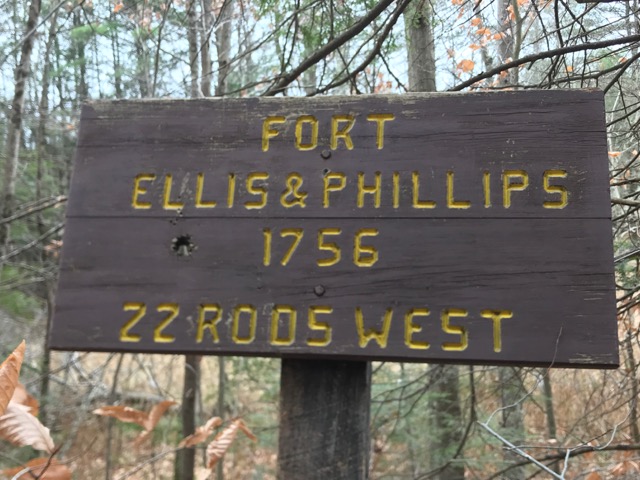 FORT
ELLIS & PHILLIPS
1756
22 RODS WEST